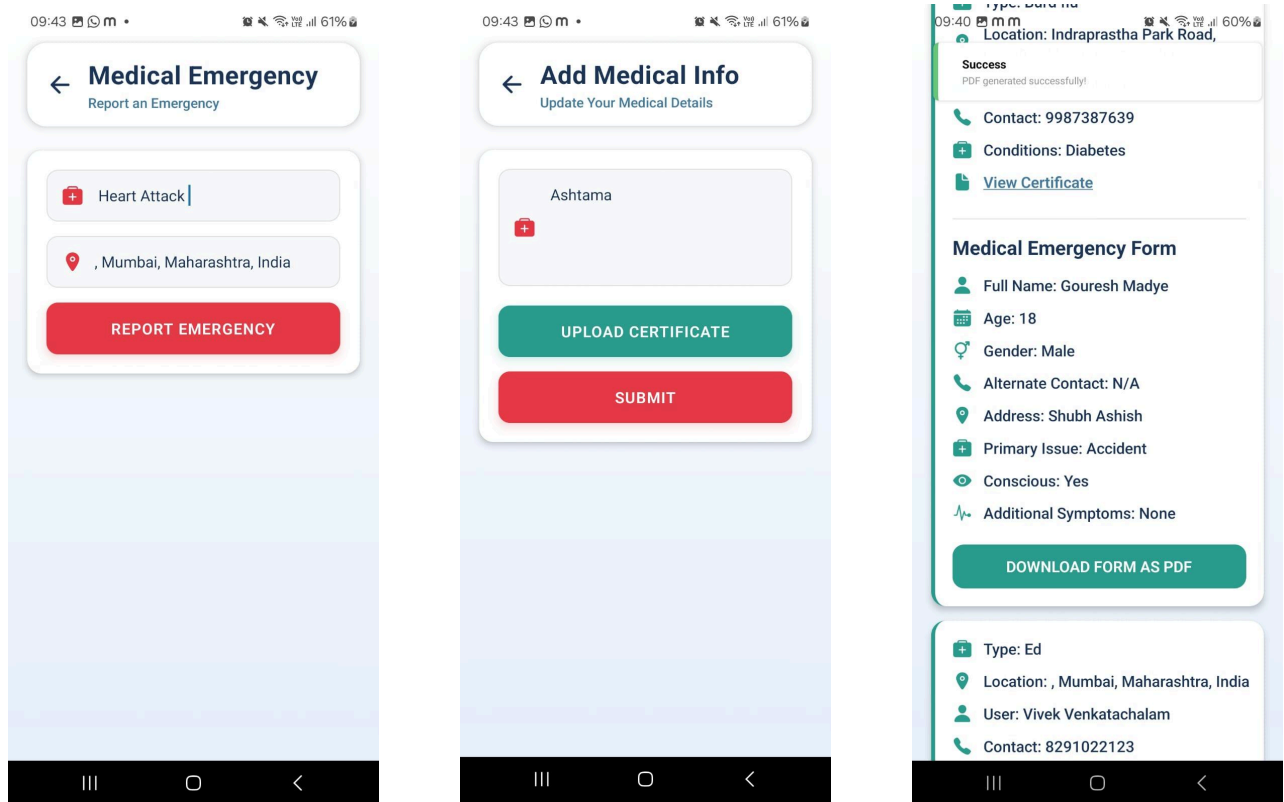 09:43 m • 61%
Medical Emergency
Report an Emergency
Heart Attack
, Mumbai, Maharashtra, India
REPORT EMERGENCY
09:43 m • 61%
Add Medical Info
Update Your Medical Details
Ashtama
UPLOAD CERTIFICATE
SUBMIT
09:40 m m 60%
Location: Indraprastha Park Road,
Success
PDF generated successfully!
Contact: 9987387639
Conditions: Diabetes
View Certificate
Medical Emergency Form
Full Name: Gouresh Madye
Age: 18
Gender: Male
Alternate Contact: N/A
Address: Shubh Ashish
Primary Issue: Accident
Conscious: Yes
Additional Symptoms: None
DOWNLOAD FORM AS PDF
Type: Ed
Location: , Mumbai, Maharashtra, India
User: Vivek Venkatachalam
Contact: 8291022123